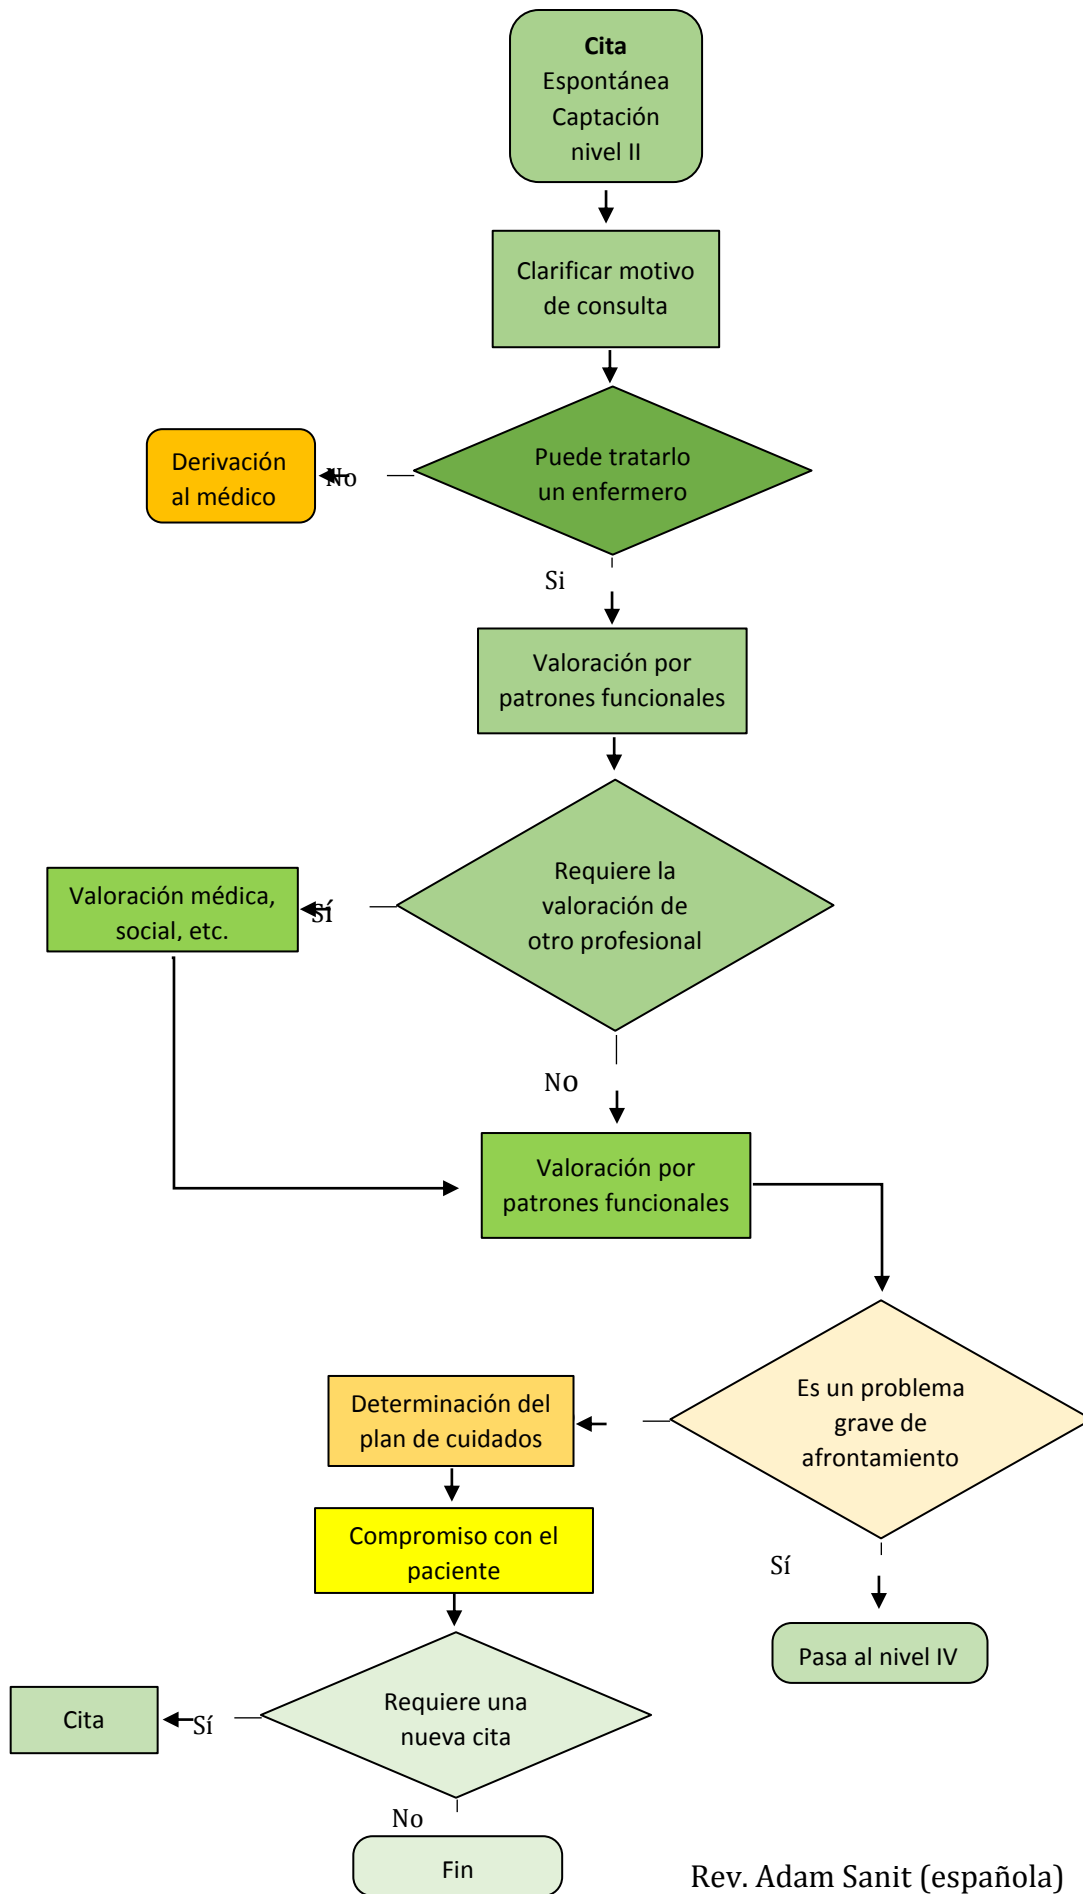 Cita
Espontánea
Captación
nivel II
Clarificar motivo
de consulta
Puede tratarlo
un enfermero
No
Derivación
al médico
Si
Valoración por
patrones funcionales
Requiere la
valoración de
otro profesional
Sí
Valoración médica,
social, etc.
NO
Valoración por
patrones funcionales
Es un problema
grave de
afrontamiento
Determinación del
plan de cuidados
Compromiso con el
paciente
Sí
Pasa al nivel IV
Requiere una
nueva cita
Sí
Cita
No
Fin
Rev. Adam Sanit (española)